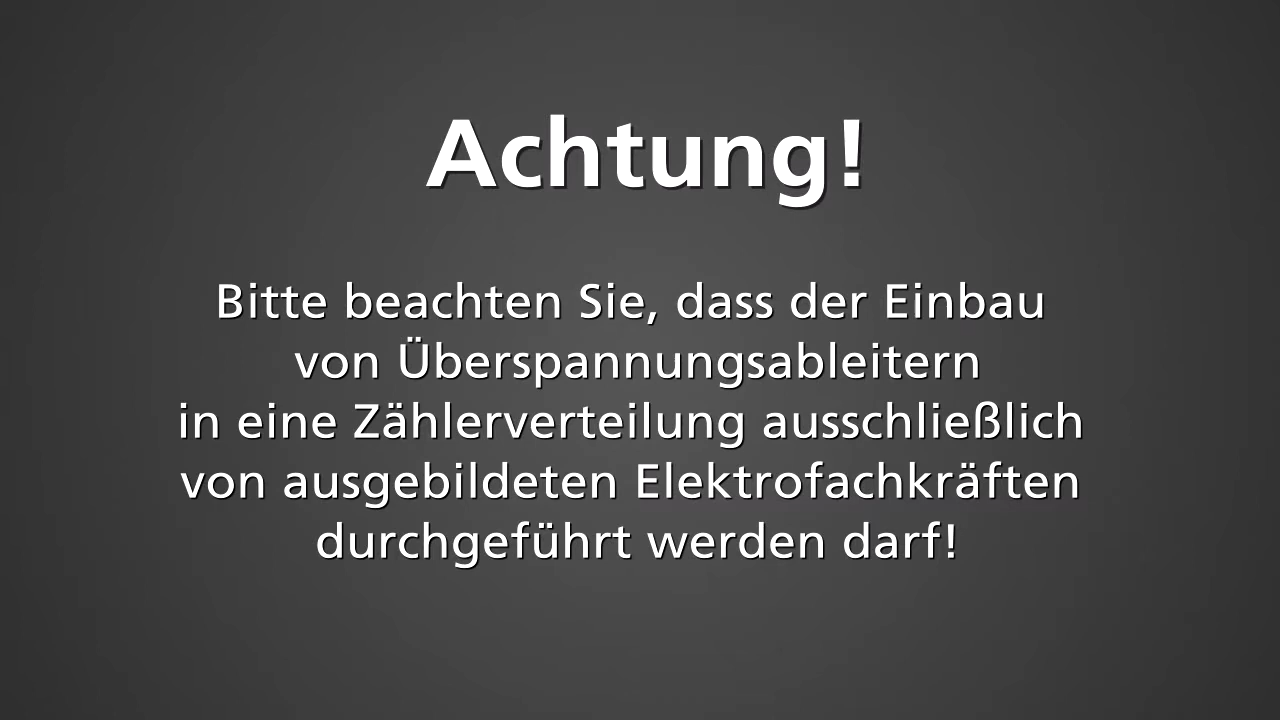 Achtung!
Bitte beachten Sie, dass der Einbau
von Überspannungsableitern
in eine Zählerverteilung ausschließlich
von ausgebildeten Elektrofachkräften
durchgeführt werden darf!